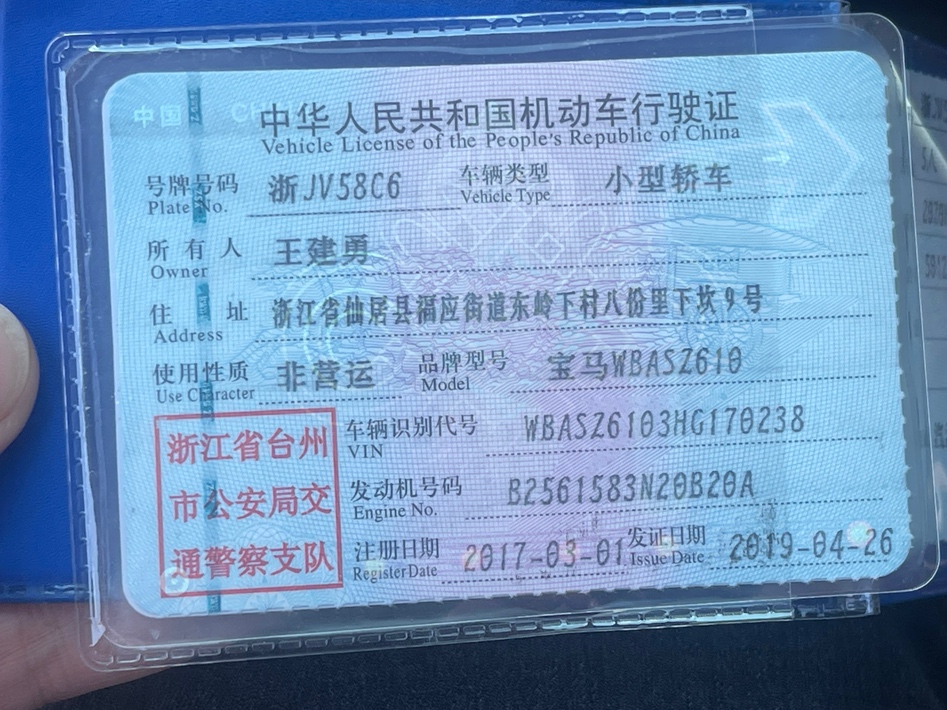 中国 CH
中华人民共和国机动车行驶证
Vehicle License of the People's Republic of China
号牌号码 浙JV58C6 车辆类型 小型轿车
Plate No. Vehicle Type
所有人 王建勇
Owner
住址 浙江省仙居县福应街道东岭下村八份里下坎9号
Address
使用性质 非营运 品牌型号 宝马WBASZ610
Use Character Model
浙江省台州
市公安局交
通警察支队
车辆识别代号 WBASZ6103HG170238
VIN
发动机号码 B2561583N20B20A
Engine No.
注册日期 2017-03-01 发证日期 2019-04-26
Register Date Issue Date